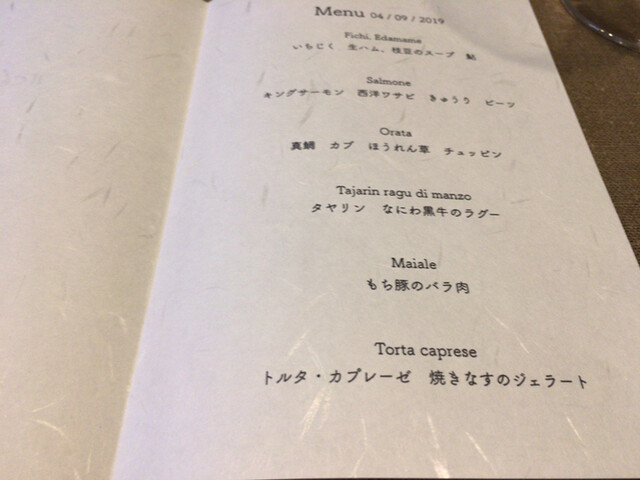 Menu 04 / 09 / 2019
Fichi, Edamame
いちじく 生ハム、枝豆のスープ 鮎
Salmone
キングサーモン 西洋ワサビ きゅうり ビーツ
Orata
真鯛 カブ ほうれん草 チュッピン
Tajarin ragu di manzo
タヤリン なにわ黒牛のラグー
Maiale
もち豚のバラ肉
Torta caprese
トルタ・カプレーゼ 焼きなすのジェラート